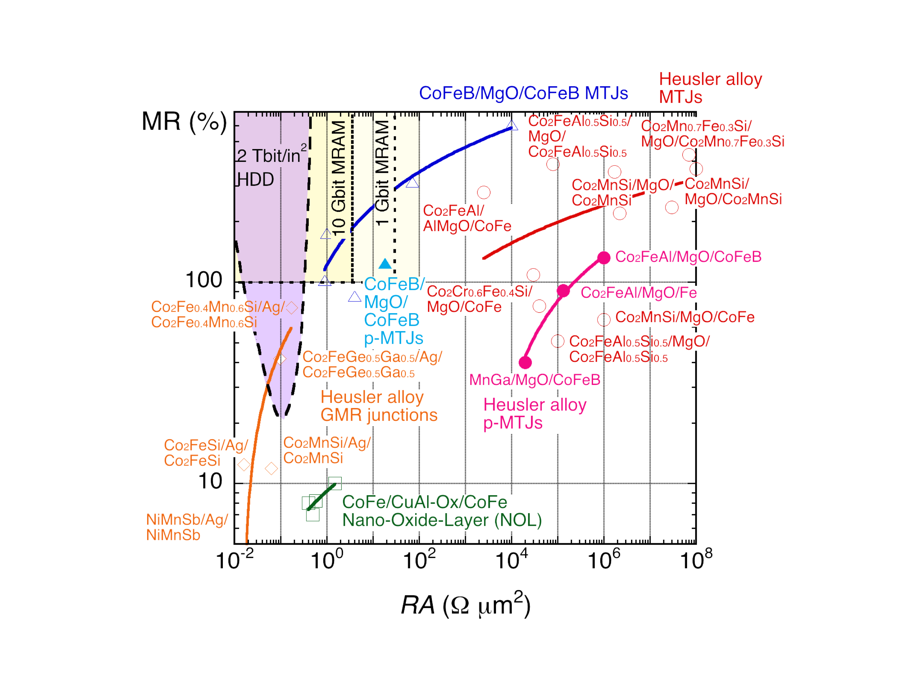 Heusler alloy
MTJs
CoFeB/MgO/CoFeB MTJs
MR (%)
2 Tbit/in²
HDD
10 Gbit MRAM
1 Gbit MRAM
Co₂FeAl₀.₅Si₀.₅/
MgO/
Co₂FeAl₀.₅Si₀.₅
Co₂Mn₀.₇Fe₀.₃Si/
MgO/Co₂Mn₀.₇Fe₀.₃Si
Co₂MnSi/MgO/
Co₂MnSi
Co₂MnSi/
MgO/Co₂MnSi
Co₂FeAl/
AlMgO/CoFe
Co₂FeAl/MgO/CoFeB
100
CoFeB/
MgO/
CoFeB
p-MTJs
Co₂Cr₀.₆Fe₀.₄Si/
MgO/CoFe
Co₂FeAl/MgO/Fe
Co₂Fe₀.₄Mn₀.₆Si/Ag/
Co₂Fe₀.₄Mn₀.₆Si
Co₂MnSi/MgO/CoFe
Co₂FeAl₀.₅Si₀.₅/MgO/
Co₂FeAl₀.₅Si₀.₅
Co₂FeGe₀.₅Ga₀.₅/Ag/
Co₂FeGe₀.₅Ga₀.₅
MnGa/MgO/CoFeB
Heusler alloy
GMR junctions
Heusler alloy
p-MTJs
Co₂FeSi/Ag/
Co₂FeSi
Co₂MnSi/Ag/
Co₂MnSi
10
CoFe/CuAl-Ox/CoFe
Nano-Oxide-Layer (NOL)
NiMnSb/Ag/
NiMnSb
10⁻² 10⁰ 10² 10⁴ 10⁶ 10⁸
RA (Ω μm²)